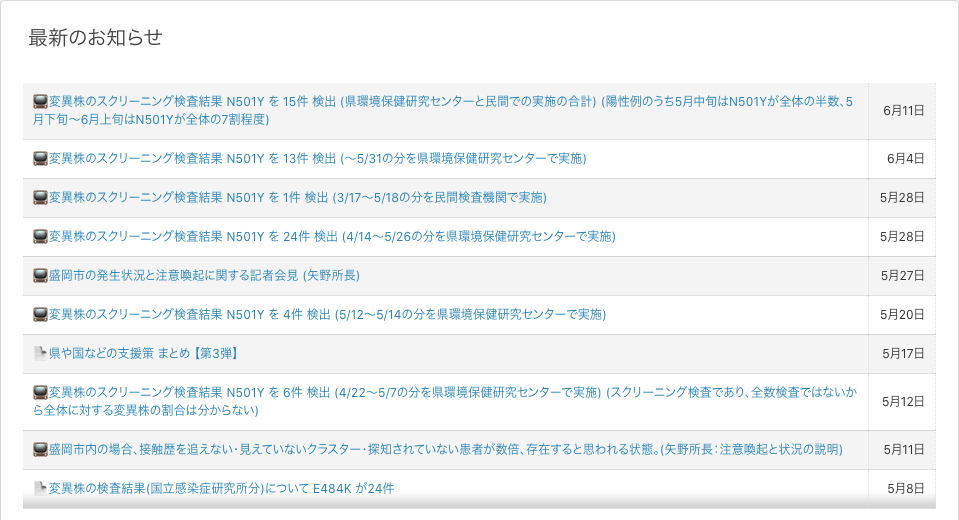 最新のお知らせ
変異株のスクリーニング検査結果 N501Y を 15件 検出 (県環境保健研究センターと民間での実施の合計) (陽性例のうち5月中旬はN501Yが全体の半数、5
月下旬～6月上旬はN501Yが全体の7割程度)
6月11日
変異株のスクリーニング検査結果 N501Y を 13件 検出 (～5/31の分を県環境保健研究センターで実施)
6月4日
変異株のスクリーニング検査結果 N501Y を 1件 検出 (3/17～5/18の分を民間検査機関で実施)
5月28日
変異株のスクリーニング検査結果 N501Y を 24件 検出 (4/14～5/26の分を県環境保健研究センターで実施)
5月28日
盛岡市の発生状況と注意喚起に関する記者会見 (矢野所長)
5月27日
変異株のスクリーニング検査結果 N501Y を 4件 検出 (5/12～5/14の分を県環境保健研究センターで実施)
5月20日
県や国などの支援策 まとめ【第3弾】
5月17日
変異株のスクリーニング検査結果 N501Y を 6件 検出 (4/22～5/7の分を県環境保健研究センターで実施) (スクリーニング検査であり、全数検査ではないか
ら全体に対する変異株の割合は分からない)
5月12日
盛岡市内の場合、接触歴を追えない・見えていないクラスター・探知されていない患者が数倍、存在すると思われる状態。(矢野所長：注意喚起と状況の説明)
5月11日
変異株の検査結果(国立感染症研究所分)について E484K が24件
5月8日